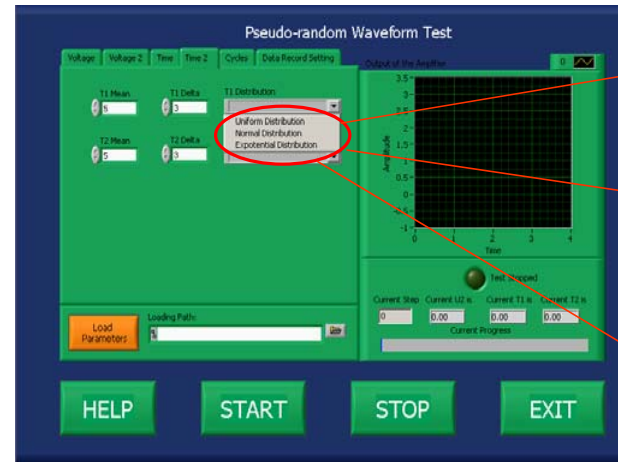 Pseudo-random Waveform Test
Voltage Voltage 2 Time Time 2 Cycles Data Record Setting
T1 Mean T1 Delta T1 Distribution
5 3
Uniform Distribution
Normal Distribution
Expotential Distribution
T2 Mean T2 Delta
5 3
Load Parameters
Loading Path:
Output of the Amplifier 0
3.5
3
2
1.5
0.5
0
-0.5
-1
Amplitude
0 1 2 3 4
Time
Test Stopped
Current Step Current U2 is Current T1 is Current T2 is
0 0.00 0.00 0.00
Current Progress
HELP START STOP EXIT